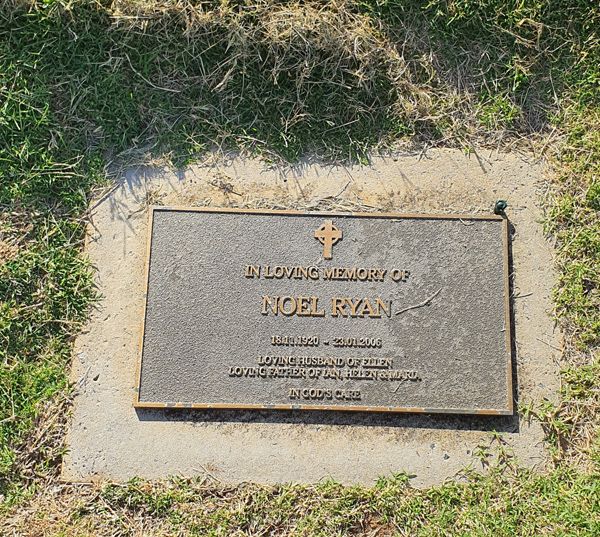 IN LOVING MEMORY OF
NOEL RYAN
18.11.1920 - 23.01.2006
LOVING HUSBAND OF ELLEN
LOVING FATHER OF IAN, HELEN & MARL
IN GOD'S CARE